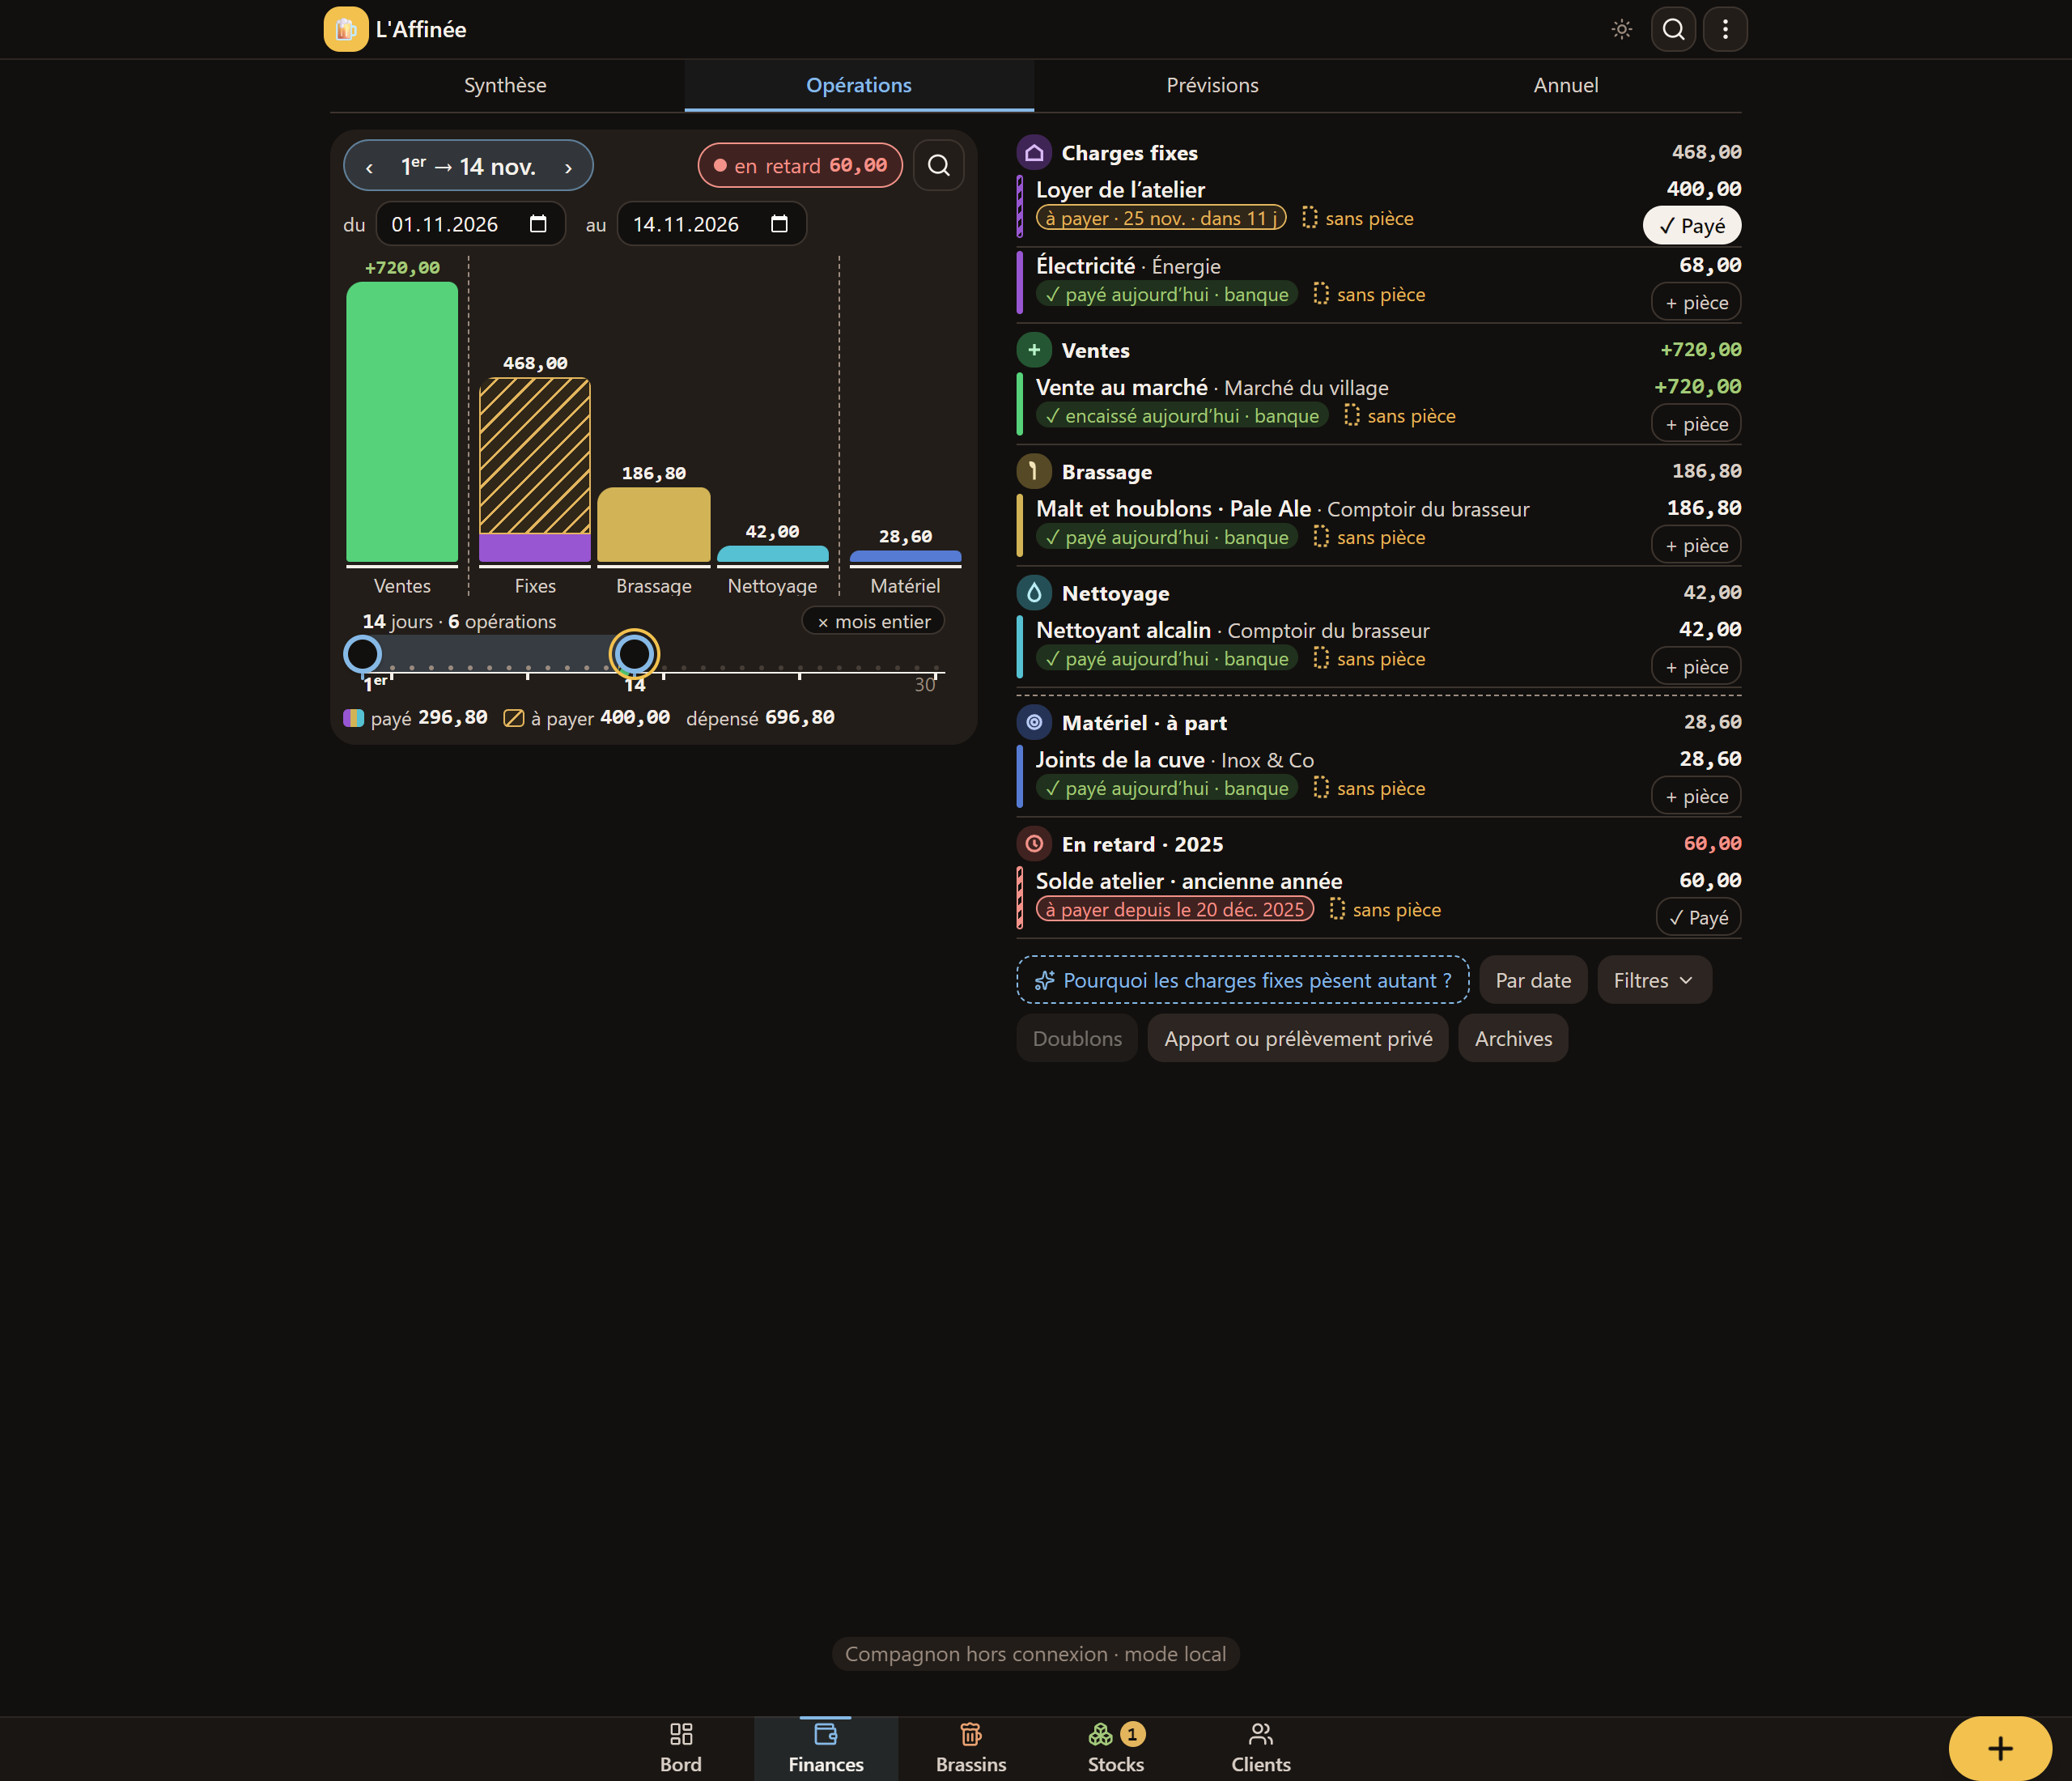 L'Affinée
Synthèse
Opérations
Prévisions
Annuel
‹ 1er → 14 nov. ›
en retard 60,00
du 01.11.2026 au 14.11.2026
+720,00
468,00
186,80
42,00
28,60
Ventes
Fixes
Brassage
Nettoyage
Matériel
14 jours · 6 opérations
× mois entier
1er
14
30
payé 296,80 à payer 400,00 dépensé 696,80
Charges fixes 468,00
Loyer de l’atelier 400,00
à payer · 25 nov. · dans 11 j sans pièce ✓ Payé
Électricité · Énergie 68,00
✓ payé aujourd’hui · banque sans pièce + pièce
Ventes +720,00
Vente au marché · Marché du village +720,00
✓ encaissé aujourd’hui · banque sans pièce + pièce
Brassage 186,80
Malt et houblons · Pale Ale · Comptoir du brasseur 186,80
✓ payé aujourd’hui · banque sans pièce + pièce
Nettoyage 42,00
Nettoyant alcalin · Comptoir du brasseur 42,00
✓ payé aujourd’hui · banque sans pièce + pièce
Matériel · à part 28,60
Joints de la cuve · Inox & Co 28,60
✓ payé aujourd’hui · banque sans pièce + pièce
En retard · 2025 60,00
Solde atelier · ancienne année 60,00
à payer depuis le 20 déc. 2025 sans pièce ✓ Payé
Pourquoi les charges fixes pèsent autant ?
Par date
Filtres
Doublons
Apport ou prélèvement privé
Archives
Compagnon hors connexion · mode local
Bord
Finances
Brassins
1
Stocks
Clients
+